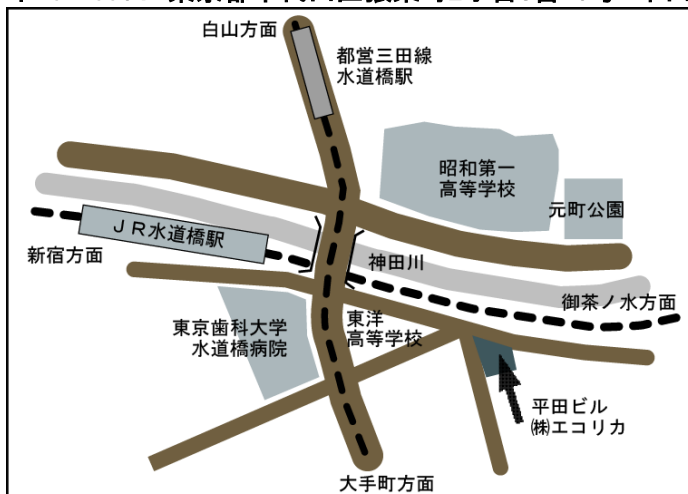 白山方面
都営三田線
水道橋駅
昭和第一
高等学校
元町公園
JR水道橋駅
新宿方面
神田川
御茶ノ水方面
東京歯科大学
水道橋病院
東洋
高等学校
平田ビル
㈱エコリカ
大手町方面